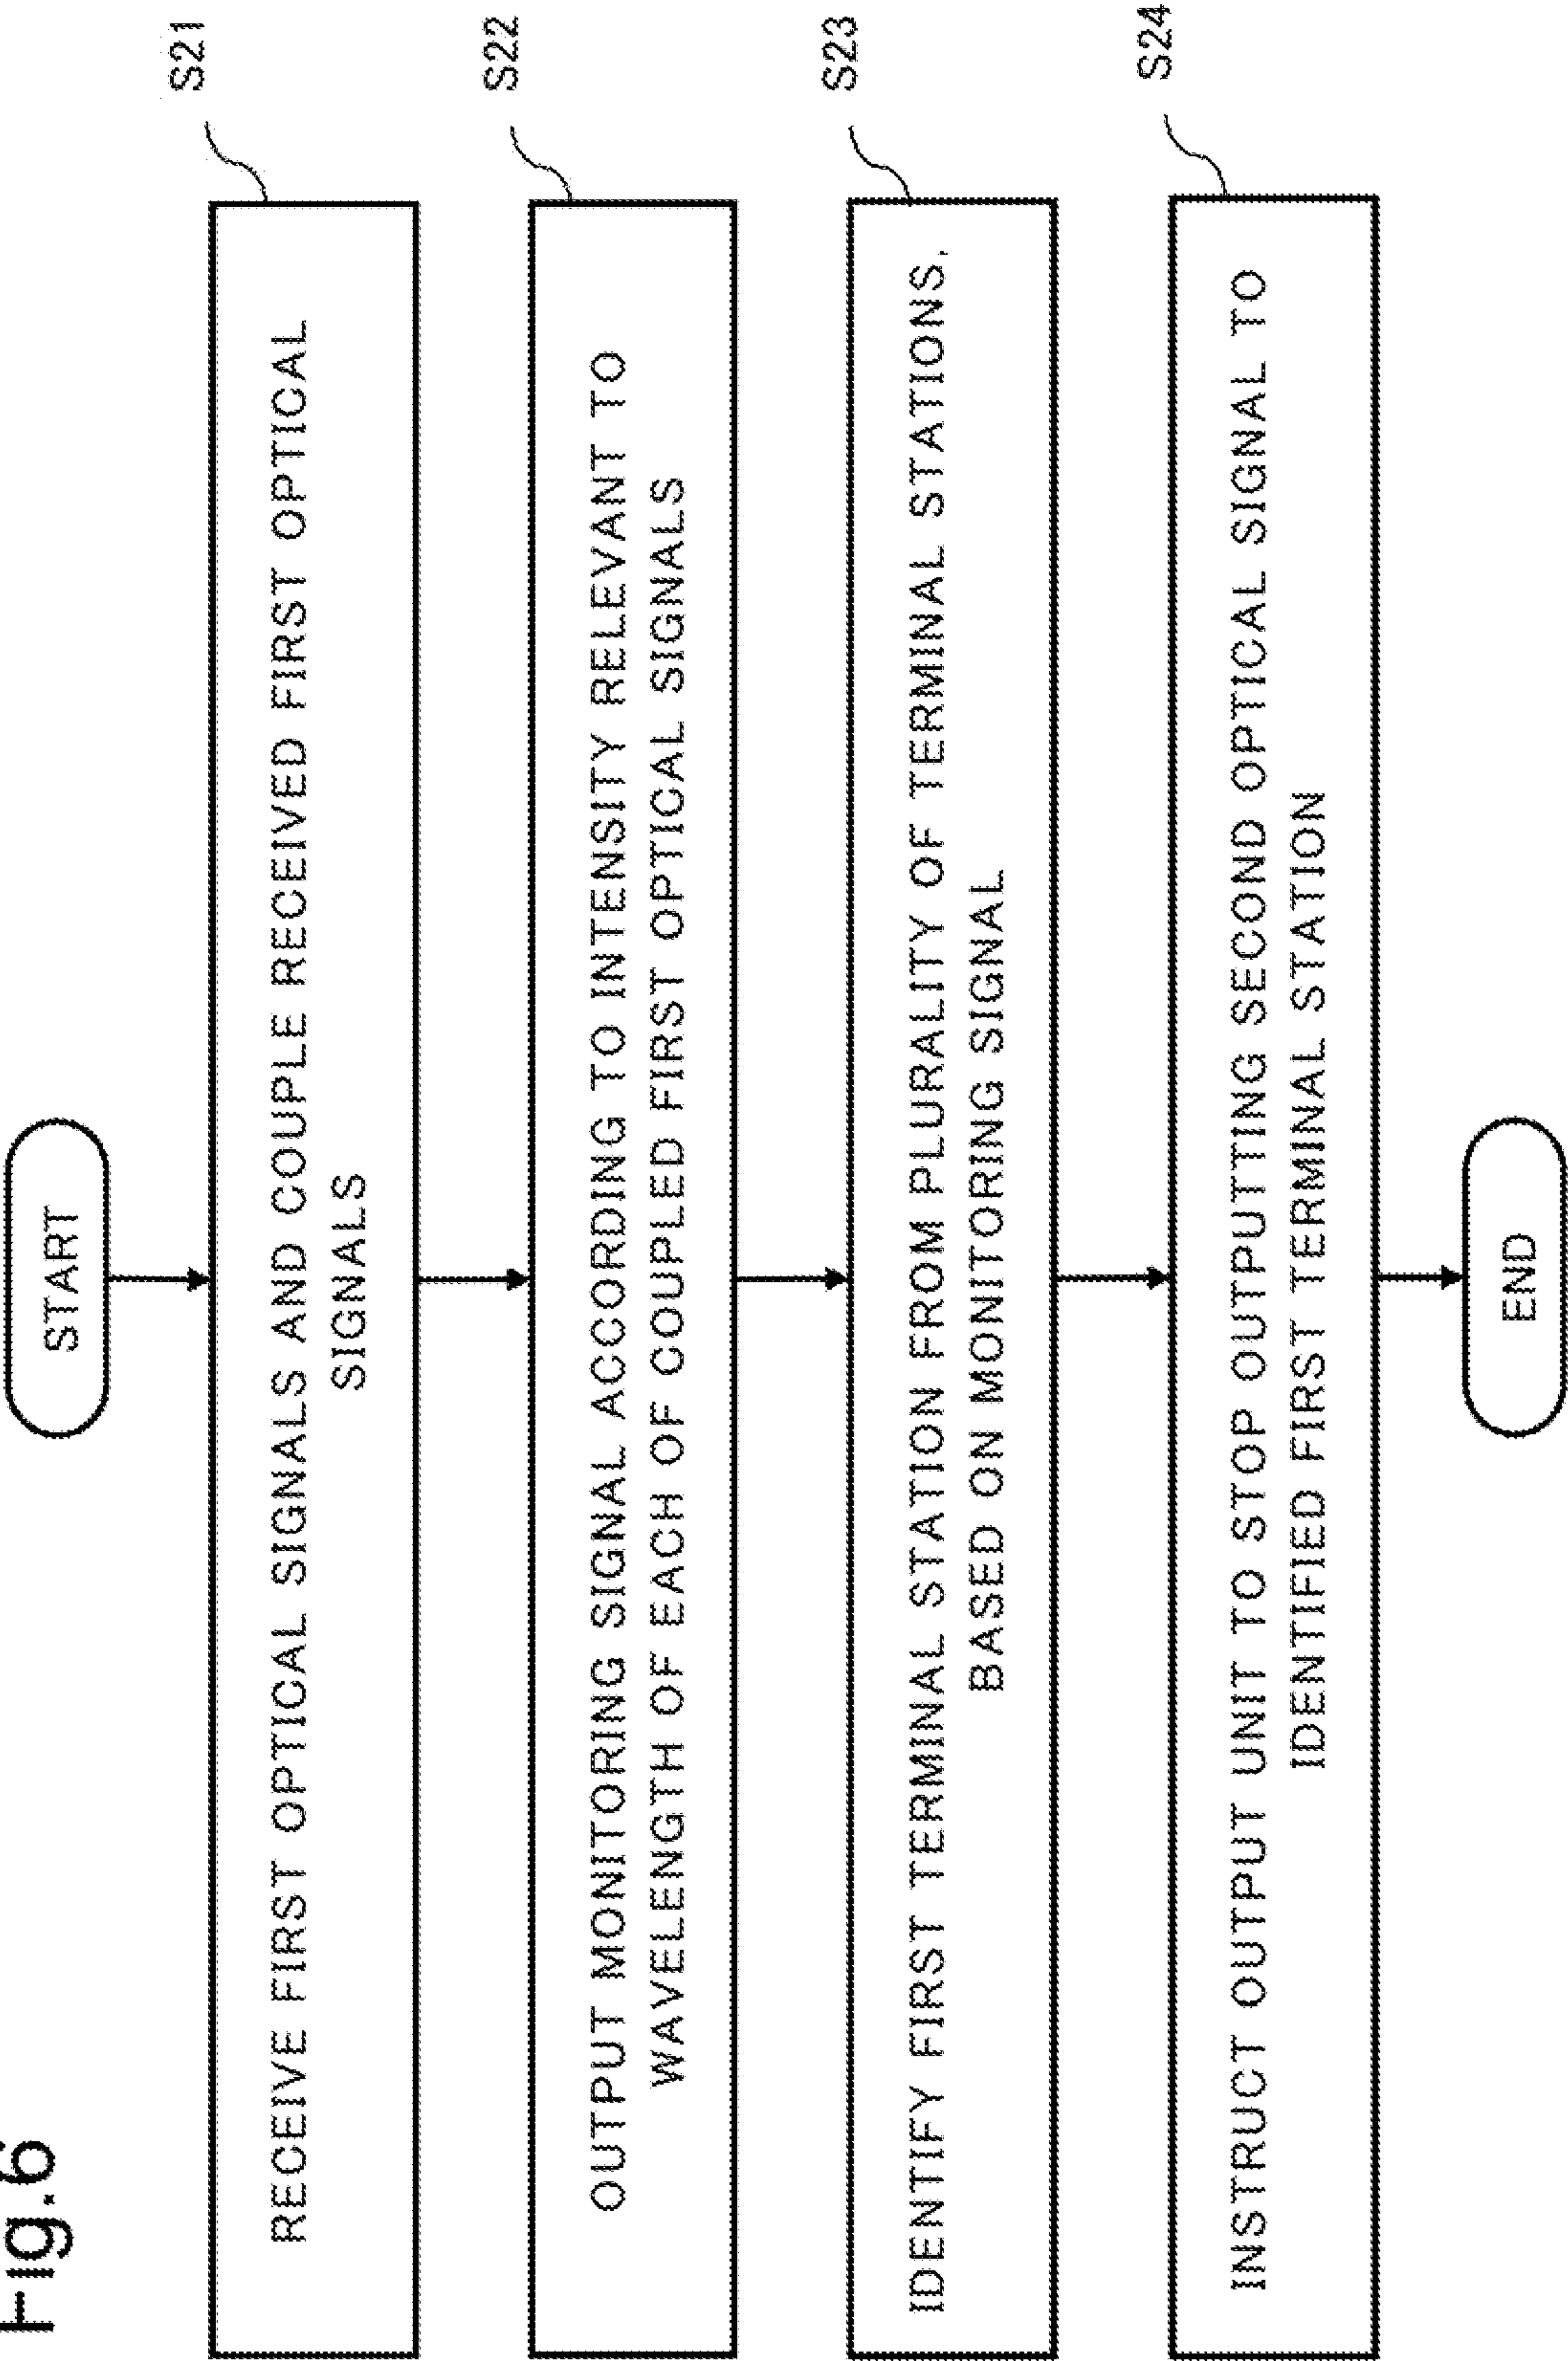 Fig.6
START
S21
RECEIVE FIRST OPTICAL SIGNALS AND COUPLE RECEIVED FIRST OPTICAL
SIGNALS
S22
OUTPUT MONITORING SIGNAL ACCORDING TO INTENSITY RELEVANT TO
WAVELENGTH OF EACH OF COUPLED FIRST OPTICAL SIGNALS
S23
IDENTIFY FIRST TERMINAL STATION FROM PLURALITY OF TERMINAL STATIONS,
BASED ON MONITORING SIGNAL
S24
INSTRUCT OUTPUT UNIT TO STOP OUTPUTTING SECOND OPTICAL SIGNAL TO
IDENTIFIED FIRST TERMINAL STATION
END